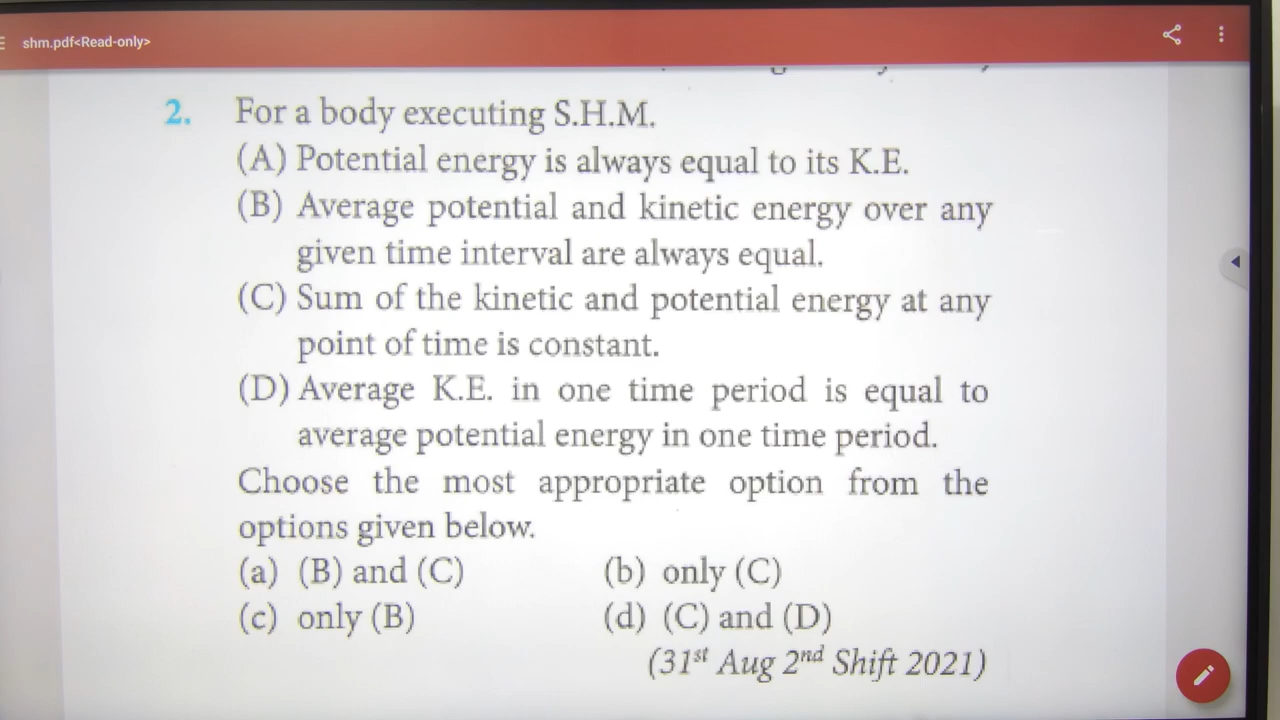 shm.pdf<Read-only>
2. For a body executing S.H.M.
(A) Potential energy is always equal to its K.E.
(B) Average potential and kinetic energy over any
given time interval are always equal.
(C) Sum of the kinetic and potential energy at any
point of time is constant.
(D) Average K.E. in one time period is equal to
average potential energy in one time period.
Choose the most appropriate option from the
options given below.
(a) (B) and (C) (b) only (C)
(c) only (B) (d) (C) and (D)
(31st Aug 2nd Shift 2021)